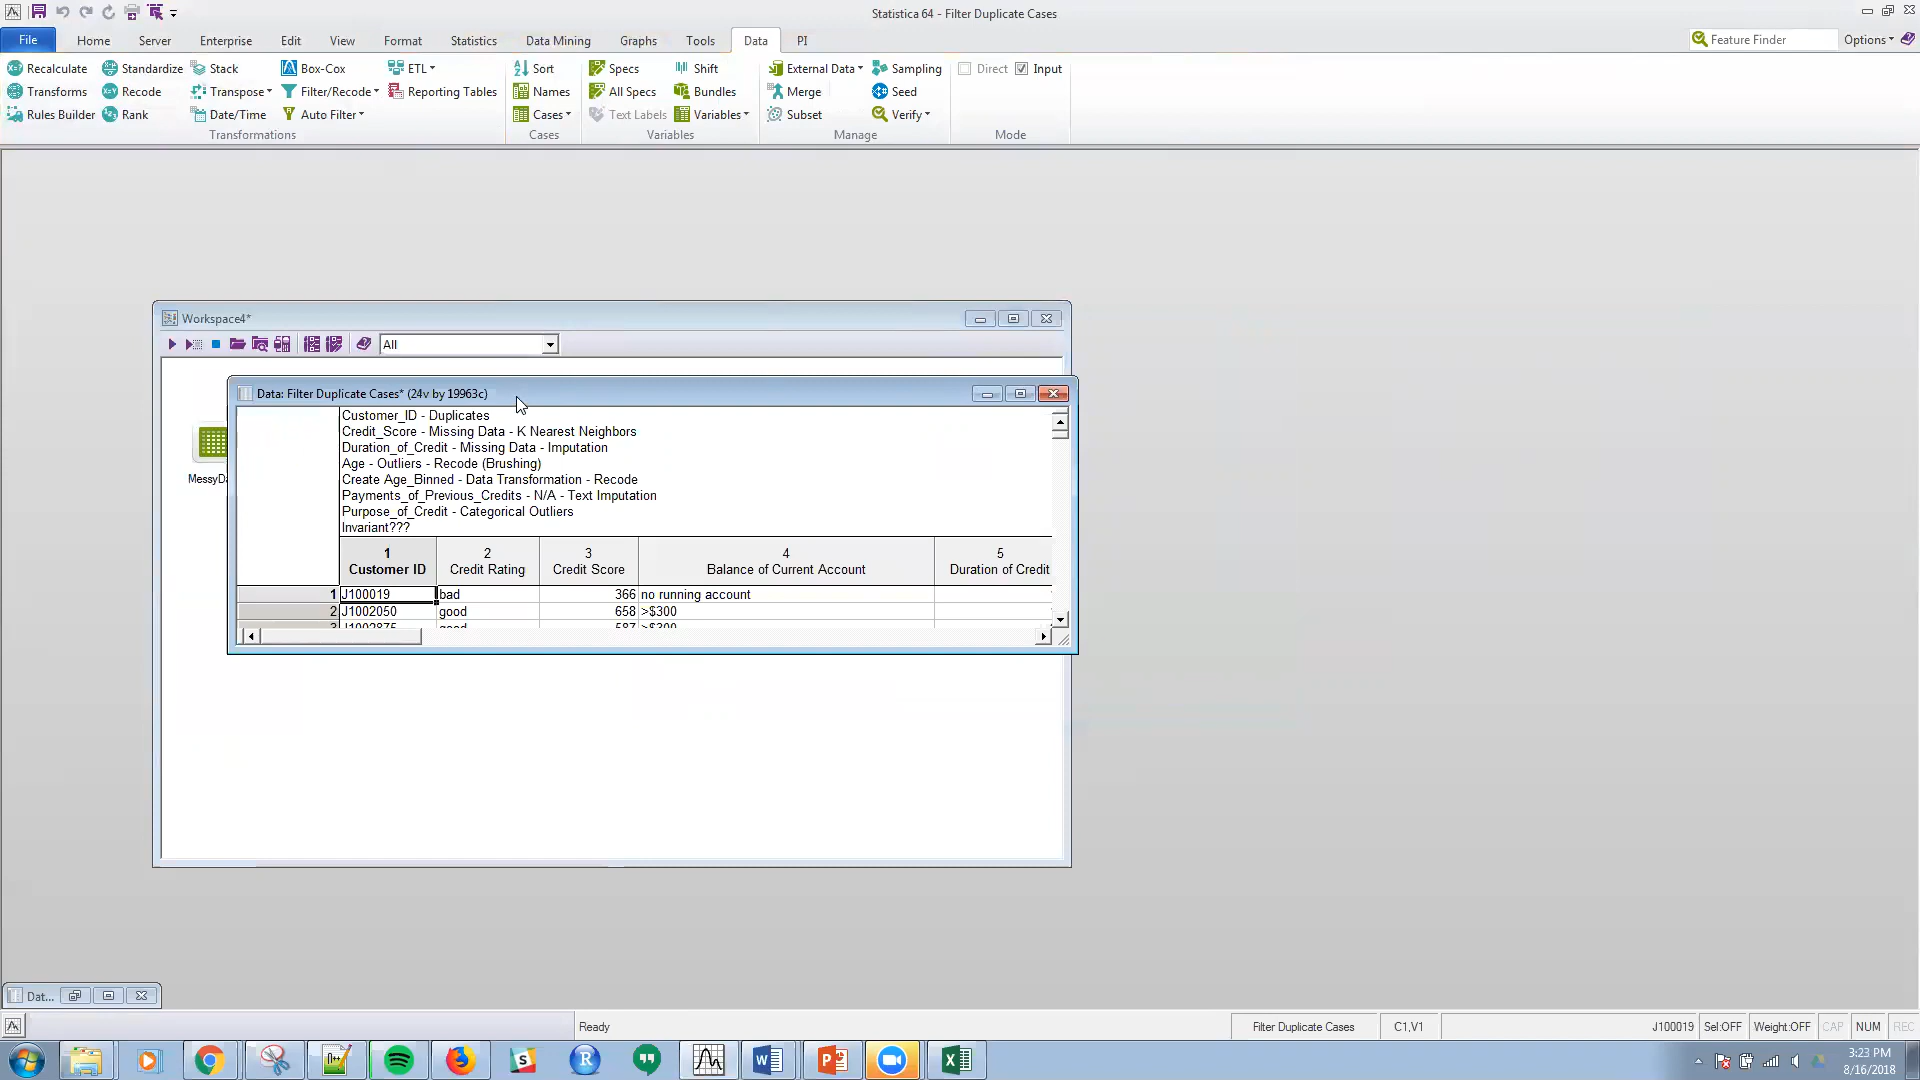 Statistica 64 - Filter Duplicate Cases
File Home Server Enterprise Edit View Format Statistics Data Mining Graphs Tools Data PI Feature Finder Options
Recalculate Standardize Stack Box-Cox ETL Sort Specs Shift External Data Sampling Direct Input
Transforms Recode Transpose Filter/Recode Reporting Tables Names All Specs Bundles Merge Seed
Rules Builder Rank Date/Time Auto Filter Cases Text Labels Variables Subset Verify
Transformations Cases Variables Manage Mode
Workspace4*
All
Data: Filter Duplicate Cases* (24v by 19963c)
Customer_ID - Duplicates
Credit_Score - Missing Data - K Nearest Neighbors
Duration_of_Credit - Missing Data - Imputation
Age - Outliers - Recode (Brushing)
MessyDa
Create Age_Binned - Data Transformation - Recode
Payments_of_Previous_Credits - N/A - Text Imputation
Purpose_of_Credit - Categorical Outliers
Invariant???
1 2 3 4 5
Customer ID Credit Rating Credit Score Balance of Current Account Duration of Credit
1 J100019 bad 366 no running account
2 J1002050 good 658 >$300
3 J1002875 good 587 >$300
Dat...
Ready Filter Duplicate Cases C1,V1 J100019 Sel:OFF Weight:OFF CAP NUM REC
3:23 PM
8/16/2018